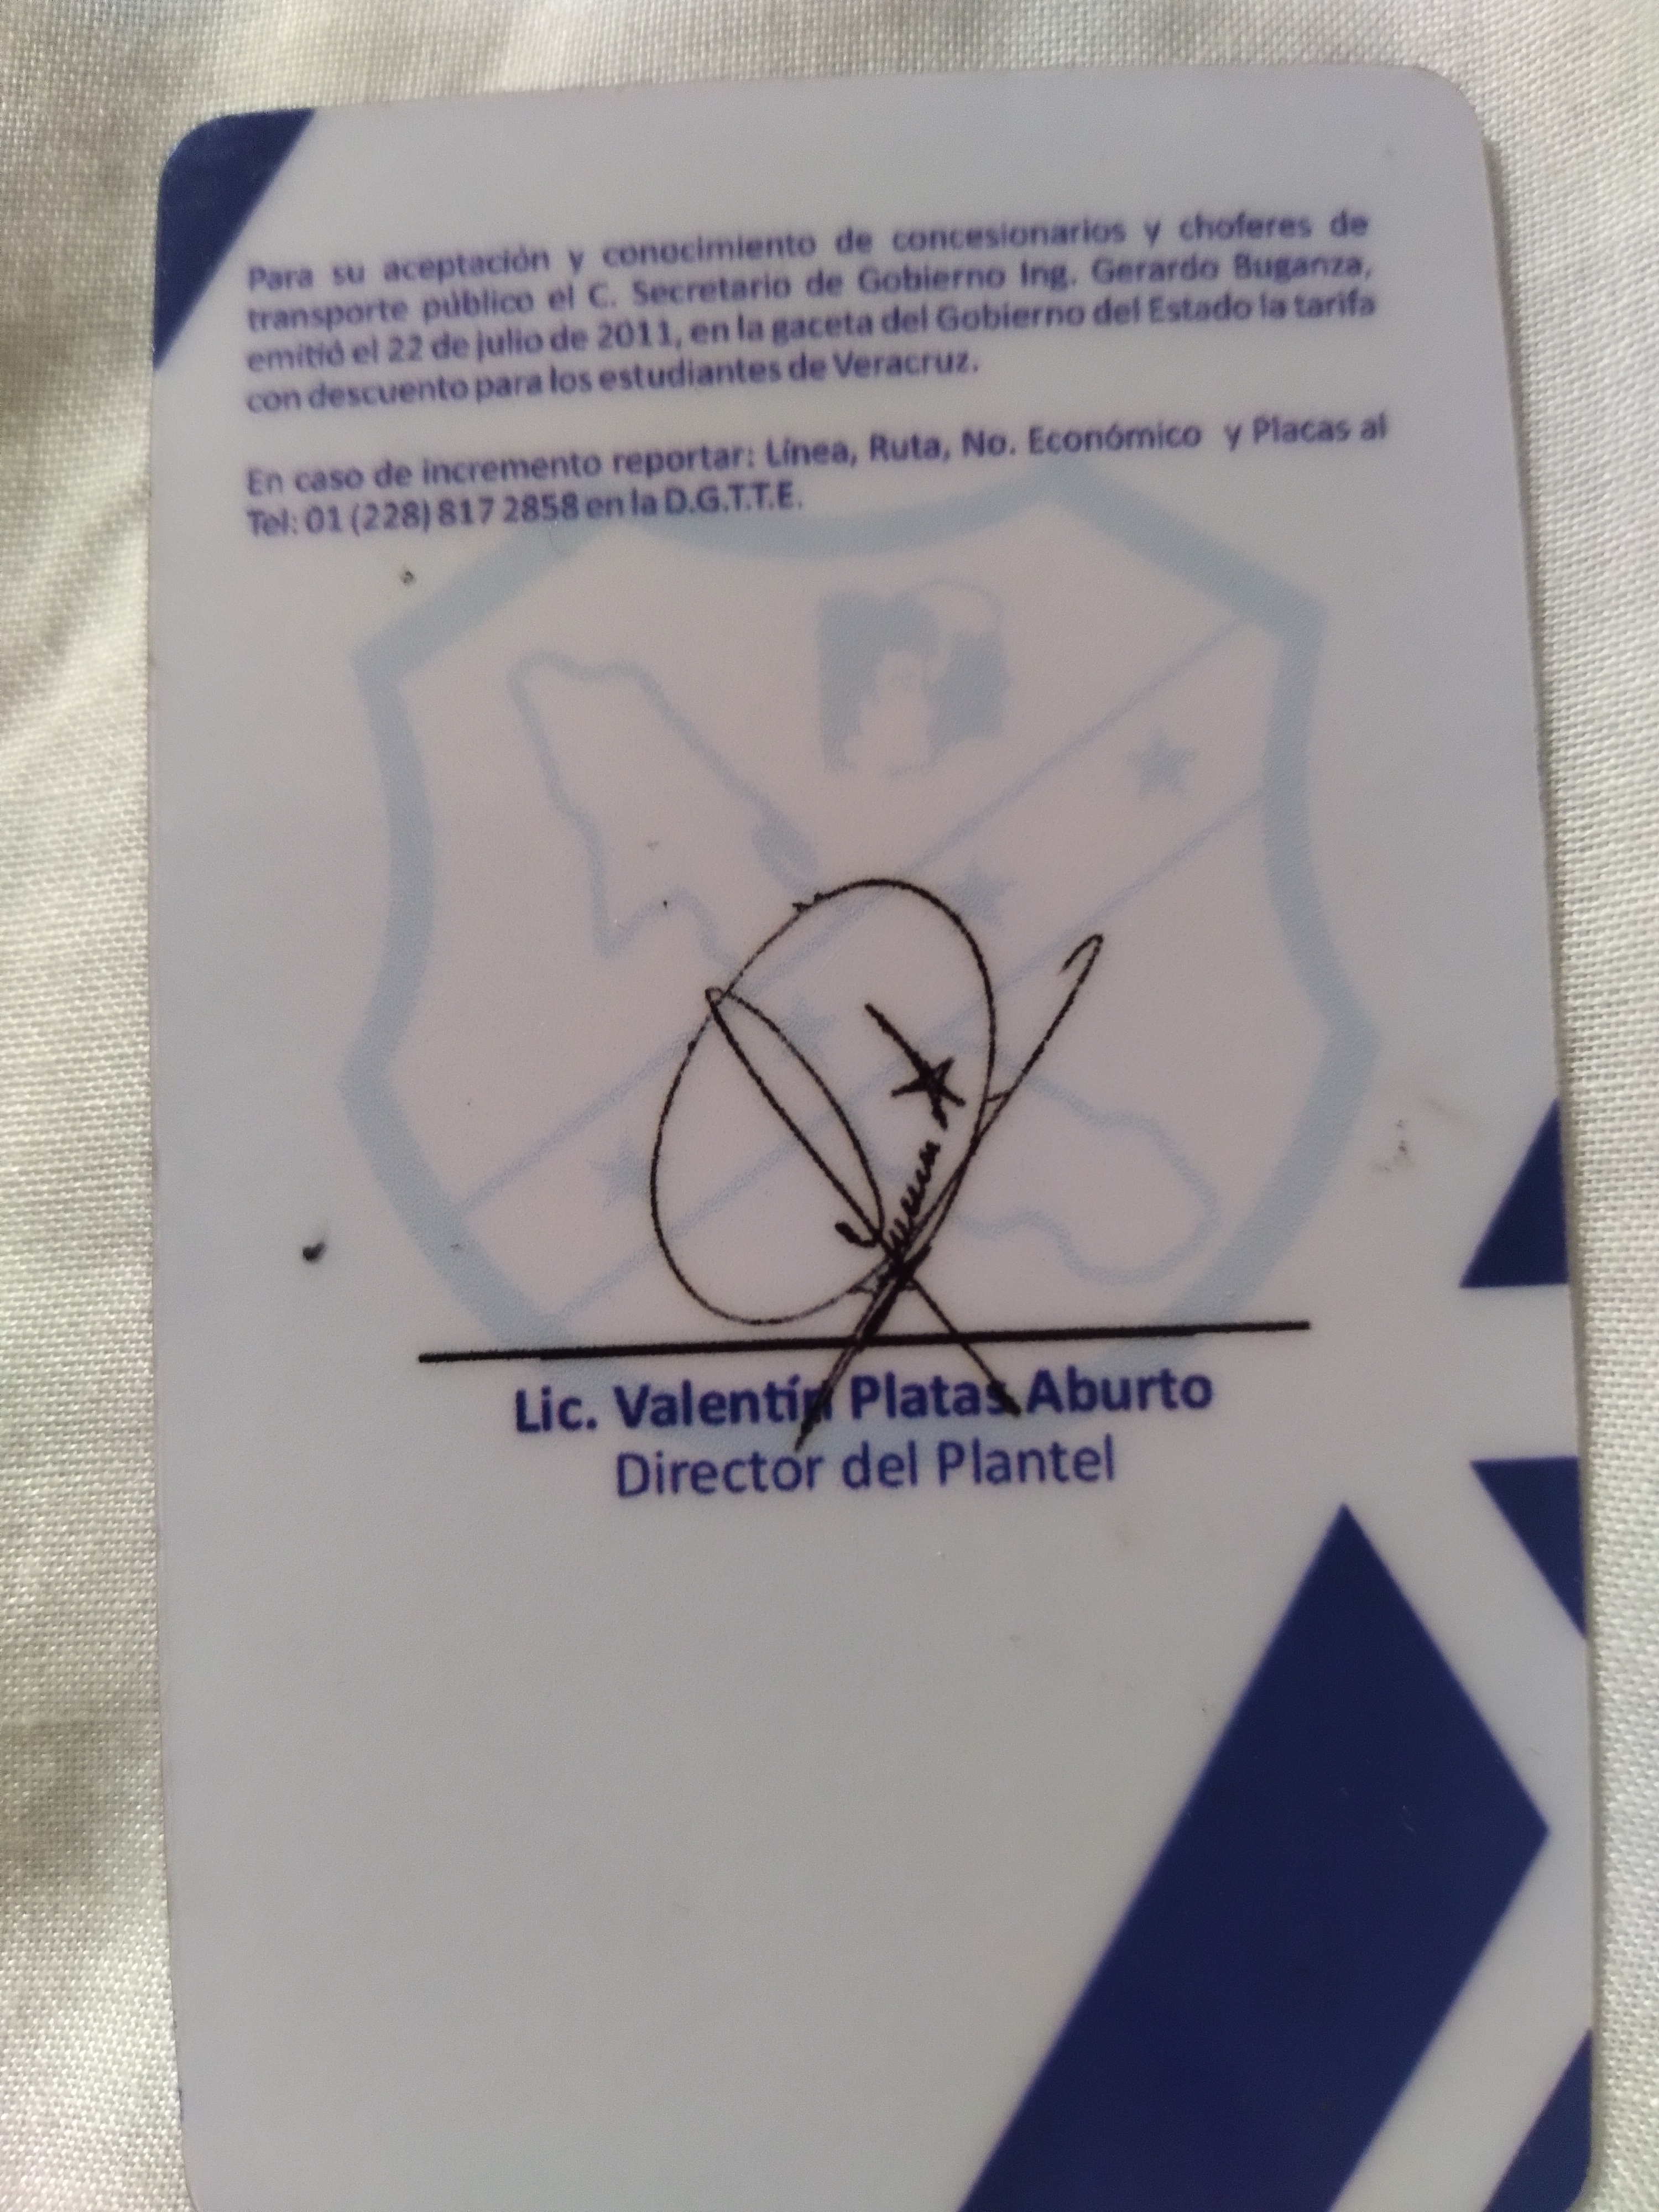 Para su aceptación y conocimiento de concesionarios y choferes de
transporte público el C. Secretario de Gobierno Ing. Gerardo Buganza,
emitió el 22 de julio de 2011, en la gaceta del Gobierno del Estado la tarifa
con descuento para los estudiantes de Veracruz.
En caso de incremento reportar: Línea, Ruta, No. Económico y Placas al
Tel: 01 (228) 817 2858 en la D.G.T.T.E.
Lic. Valentín Platas Aburto
Director del Plantel